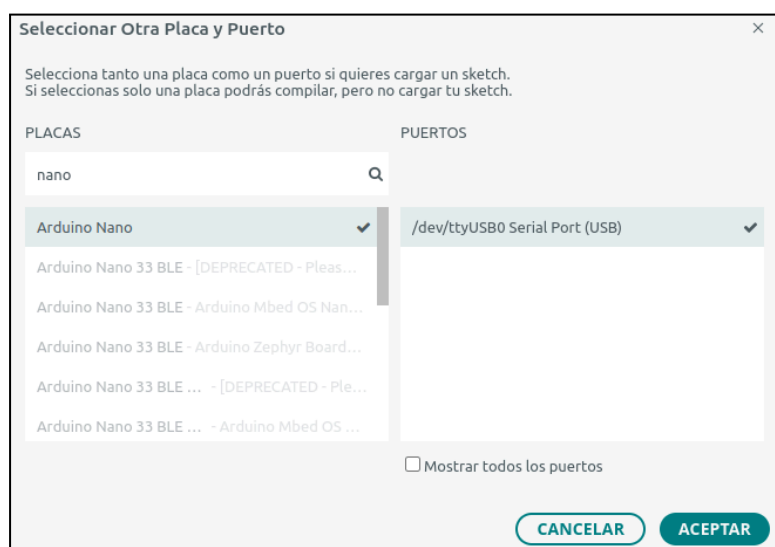 Seleccionar Otra Placa y Puerto
Selecciona tanto una placa como un puerto si quieres cargar un sketch.
Si seleccionas solo una placa podrás compilar, pero no cargar tu sketch.
PLACAS
PUERTOS
nano
Arduino Nano
/dev/ttyUSB0 Serial Port (USB)
Arduino Nano 33 BLE - [DEPRECATED - Pleas...
Arduino Nano 33 BLE - Arduino Mbed OS Nan...
Arduino Nano 33 BLE - Arduino Zephyr Board...
Arduino Nano 33 BLE ... - [DEPRECATED - Ple...
Arduino Nano 33 BLE ... - Arduino Mbed OS ...
Mostrar todos los puertos
CANCELAR
ACEPTAR